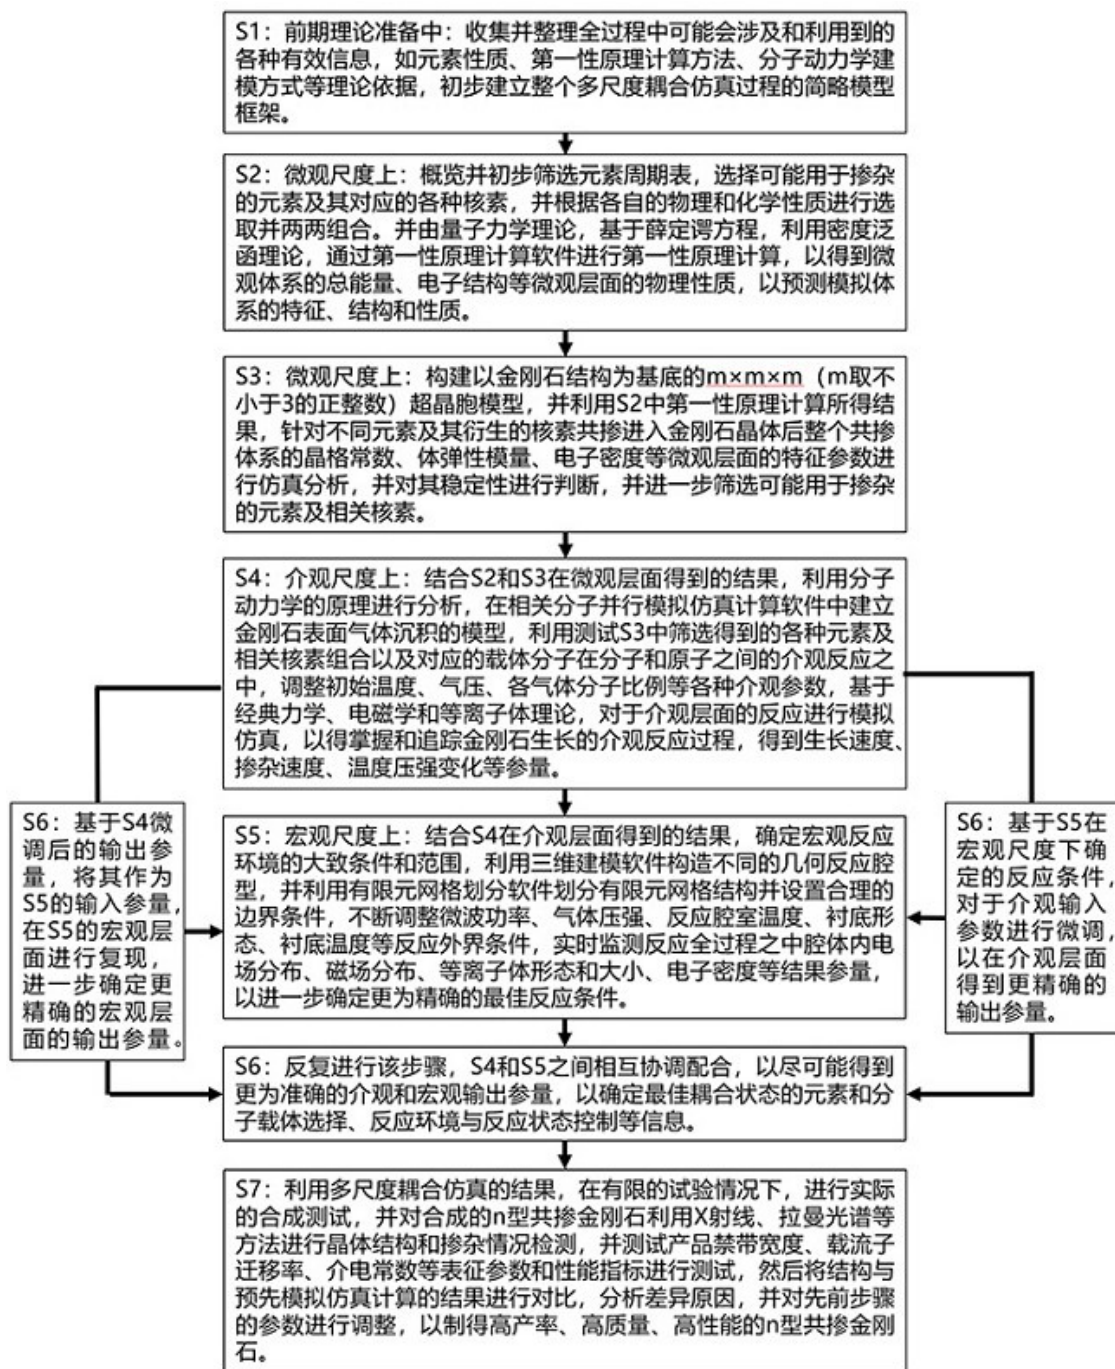 S1：前期理论准备中：收集并整理全过程中可能会涉及和利用到的
各种有效信息，如元素性质、第一性原理计算方法、分子动力学建
模方式等理论依据，初步建立整个多尺度耦合仿真过程的简略模型
框架。
S2：微观尺度上：概览并初步筛选元素周期表，选择可能用于掺杂
的元素及其对应的各种核素，并根据各自的物理和化学性质进行选
取并两两组合。并由量子力学理论，基于薛定谔方程，利用密度泛
函理论，通过第一性原理计算软件进行第一性原理计算，以得到微
观体系的总能量、电子结构等微观层面的物理性质，以预测模拟体
系的特征、结构和性质。
S3：微观尺度上：构建以金刚石结构为基底的m×m×m（m取不
小于3的正整数）超晶胞模型，并利用S2中第一性原理计算所得结
果，针对不同元素及其衍生的核素共掺进入金刚石晶体后整个共掺
体系的晶格常数、体弹性模量、电子密度等微观层面的特征参数进
行仿真分析，并对其稳定性进行判断，并进一步筛选可能用于掺杂
的元素及相关核素。
S4：介观尺度上：结合S2和S3在微观层面得到的结果，利用分子
动力学的原理进行分析，在相关分子并行模拟仿真计算软件中建立
金刚石表面气体沉积的模型，利用测试S3中筛选得到的各种元素及
相关核素组合以及对应的载体分子在分子和原子之间的介观反应之
中，调整初始温度、气压、各气体分子比例等各种介观参数，基于
经典力学、电磁学和等离子体理论，对于介观层面的反应进行模拟
仿真，以得掌握和追踪金刚石生长的介观反应过程，得到生长速度、
掺杂速度、温度压强变化等参量。
S6：基于S4微
调后的输出参
量，将其作为
S5的输入参量，
在S5的宏观层
面进行复现，
进一步确定更
精确的宏观层
面的输出参量。
S5：宏观尺度上：结合S4在介观层面得到的结果，确定宏观反应
环境的大致条件和范围，利用三维建模软件构造不同的几何反应腔
型，并利用有限元网格划分软件划分有限元网格结构并设置合理的
边界条件，不断调整微波功率、气体压强、反应腔室温度、衬底形
态、衬底温度等反应外界条件，实时监测反应全过程之中腔体内电
场分布、磁场分布、等离子体形态和大小、电子密度等结果参量，
以进一步确定更为精确的最佳反应条件。
S6：基于S5在
宏观尺度下确
定的反应条件，
对于介观输入
参数进行微调，
以在介观层面
得到更精确的
输出参量。
S6：反复进行该步骤，S4和S5之间相互协调配合，以尽可能得到
更为准确的介观和宏观输出参量，以确定最佳耦合状态的元素和分
子载体选择、反应环境与反应状态控制等信息。
S7：利用多尺度耦合仿真的结果，在有限的试验情况下，进行实际
的合成测试，并对合成的n型共掺金刚石利用X射线、拉曼光谱等
方法进行晶体结构和掺杂情况检测，并测试产品禁带宽度、载流子
迁移率、介电常数等表征参数和性能指标进行测试，然后将结构与
预先模拟仿真计算的结果进行对比，分析差异原因，并对先前步骤
的参数进行调整，以制得高产率、高质量、高性能的n型共掺金刚
石。